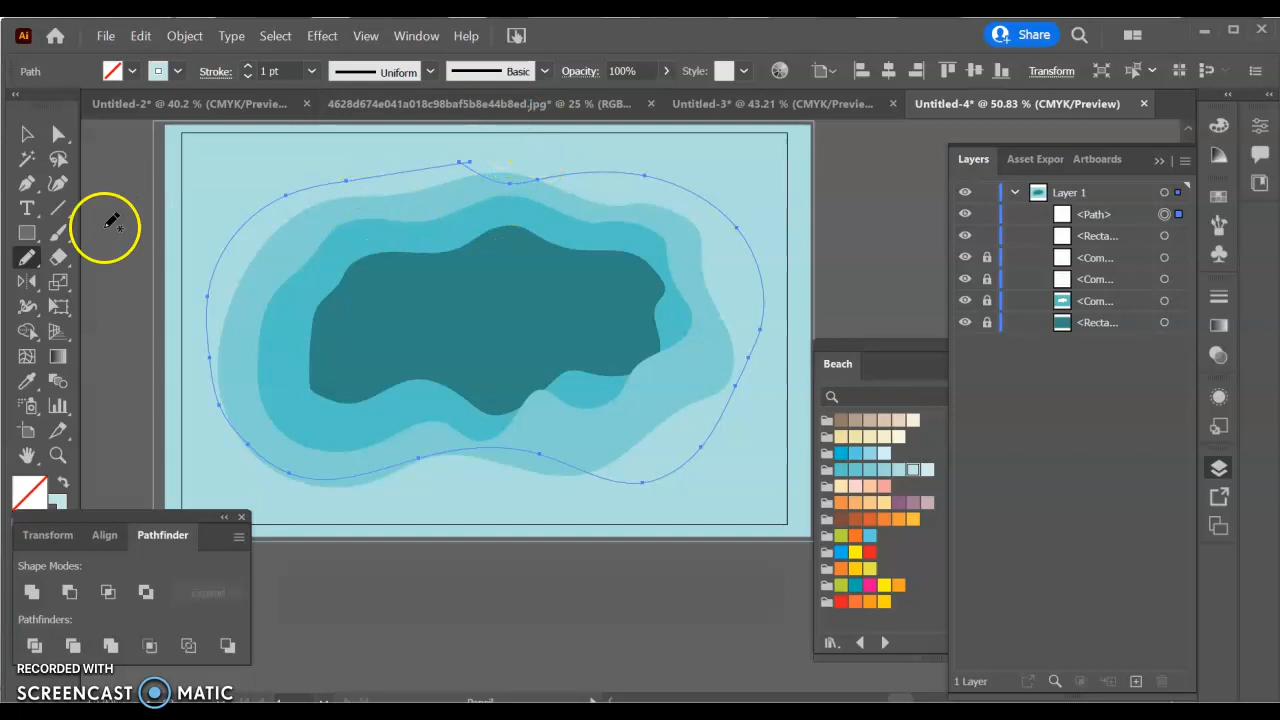 Ai File Edit Object Type Select Effect View Window Help Share
Path Stroke: 1 pt Uniform Basic Opacity: 100% Style: Transform
Untitled-2* @ 40.2 % (CMYK/Preview... 4628d674e041a018c98baf5b8e44b8ed.jpg* @ 25 % (RGB... Untitled-3* @ 43.21 % (CMYK/Preview... Untitled-4* @ 50.83 % (CMYK/Preview)
Layers Asset Expor Artboards
Layer 1
<Path>
<Recta...
<Com...
<Com...
<Com...
<Recta...
Beach
Transform Align Pathfinder
Shape Modes:
Expand
Pathfinders:
RECORDED WITH
SCREENCAST MATIC
1 Layer
Pencil